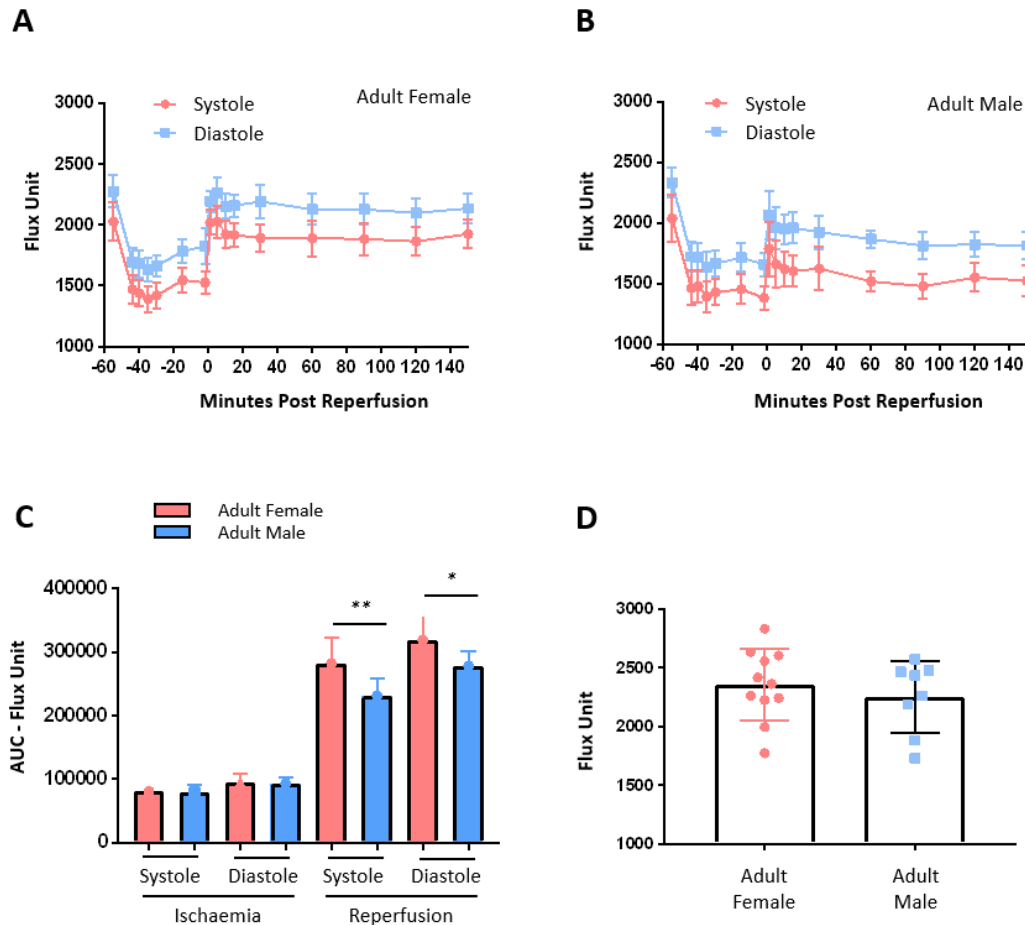 A
B
Systole
Diastole
Adult Female
Systole
Diastole
Adult Male
Flux Unit
3000
2500
2000
1500
1000
-60 -40 -20 0 20 40 60 80 100 120 140
Minutes Post Reperfusion
Flux Unit
3000
2500
2000
1500
1000
-60 -40 -20 0 20 40 60 80 100 120 140
Minutes Post Reperfusion
C
Adult Female
Adult Male
AUC - Flux Unit
400000
300000
200000
100000
0
**
*
Systole Diastole Systole Diastole
Ischaemia Reperfusion
D
Flux Unit
3000
2500
2000
1500
1000
Adult
Female
Adult
Male